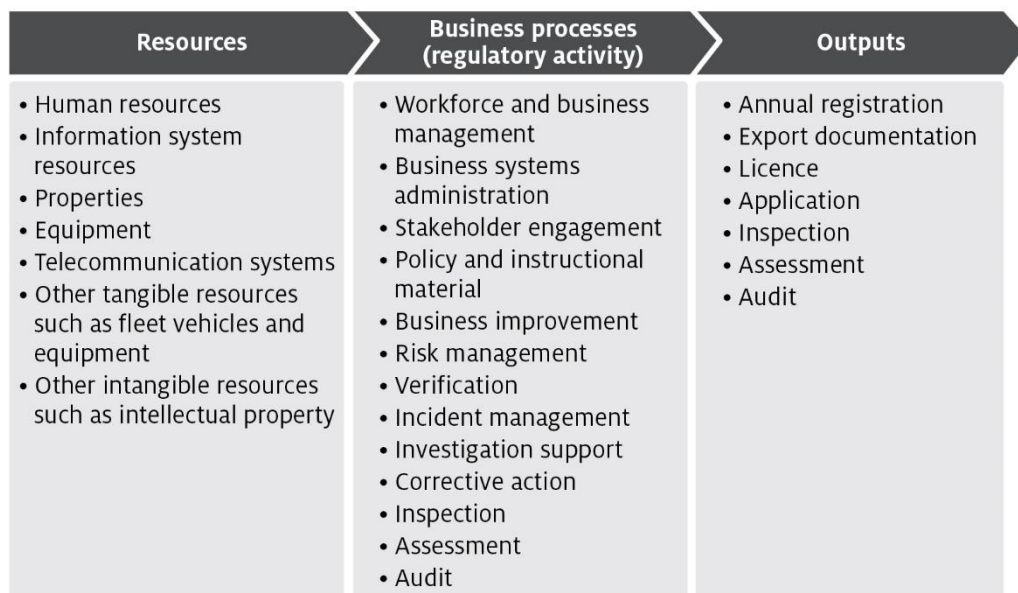 Resources
Business processes
(regulatory activity)
Outputs
• Human resources
• Information system
resources
• Properties
• Equipment
• Telecommunication systems
• Other tangible resources
such as fleet vehicles and
equipment
• Other intangible resources
such as intellectual property
• Workforce and business
management
• Business systems
administration
• Stakeholder engagement
• Policy and instructional
material
• Business improvement
• Risk management
• Verification
• Incident management
• Investigation support
• Corrective action
• Inspection
• Assessment
• Audit
• Annual registration
• Export documentation
• Licence
• Application
• Inspection
• Assessment
• Audit